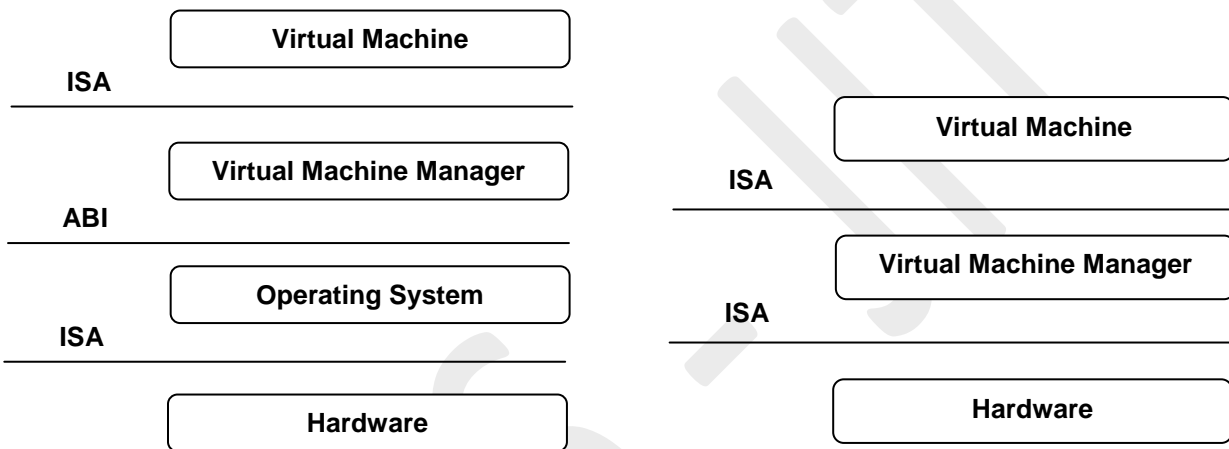 Virtual Machine
ISA
Virtual Machine Manager
ABI
Operating System
ISA
Hardware
Virtual Machine
ISA
Virtual Machine Manager
ISA
Hardware